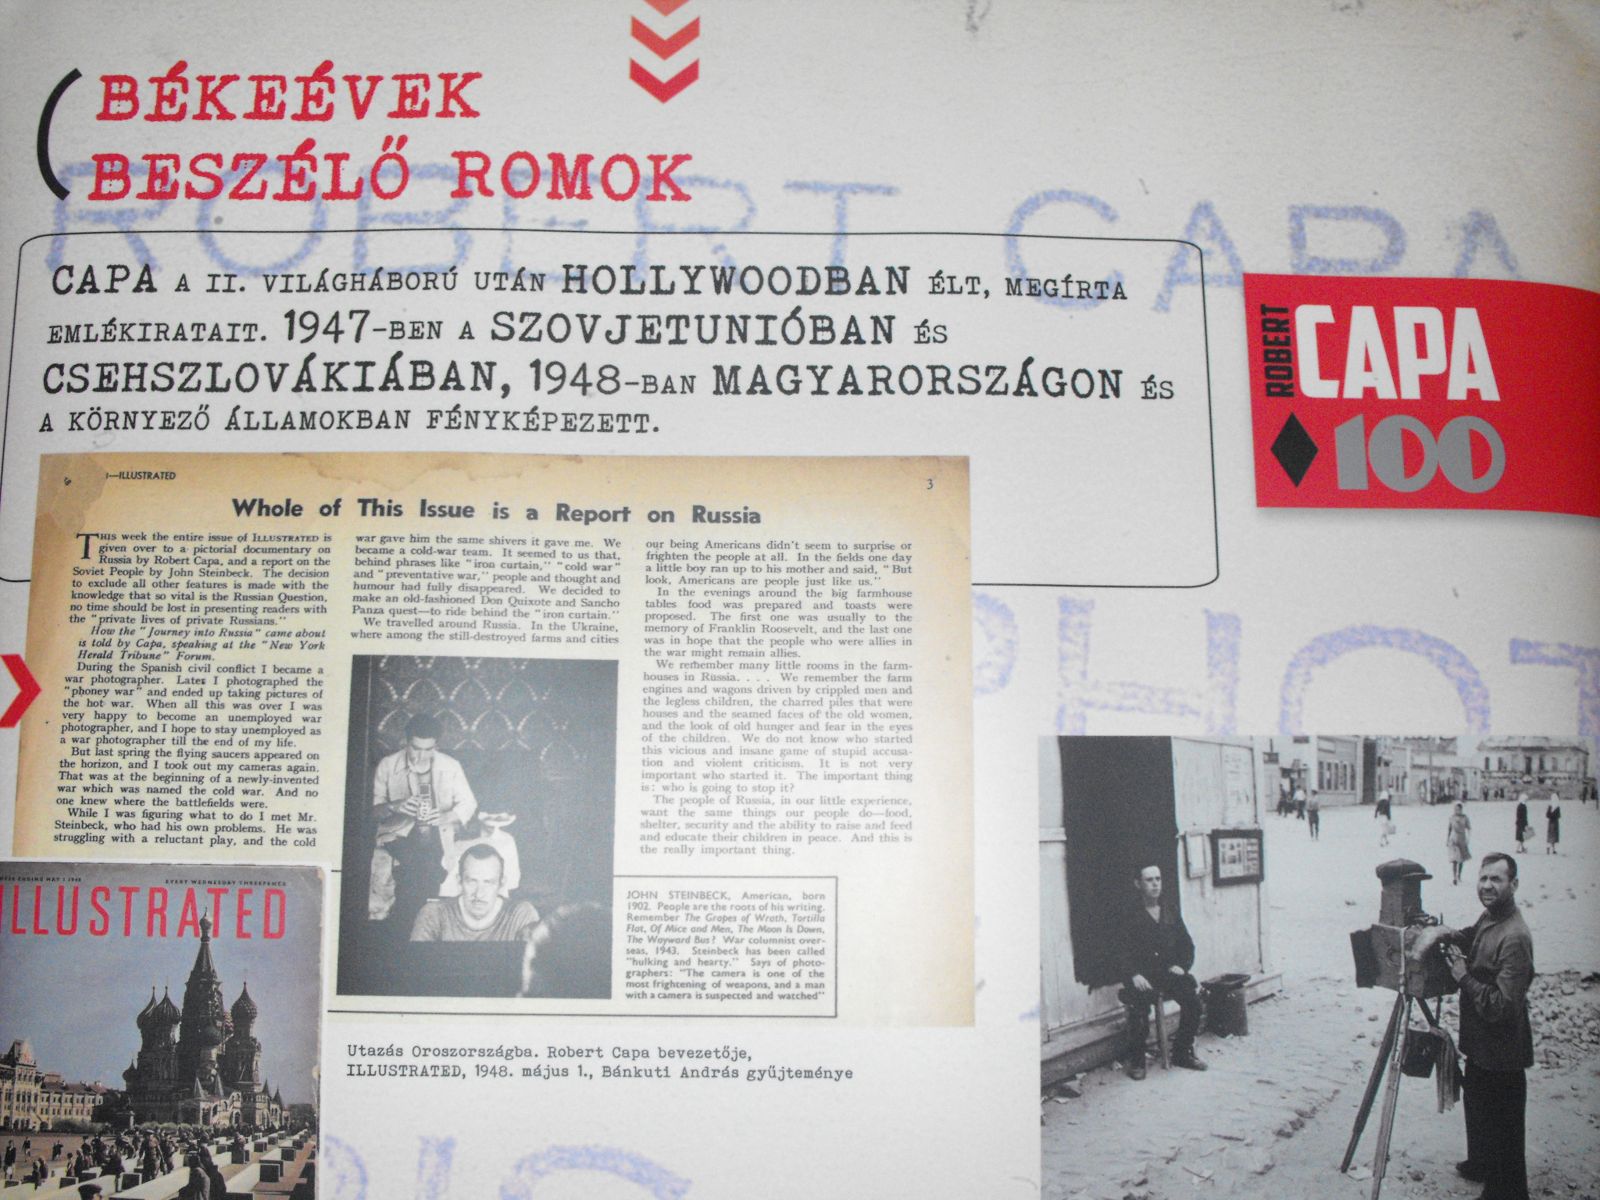 BÉKEÉVEK
BESZÉLŐ ROMOK
ROBERT CAPA
CAPA A II. VILÁGHÁBORÚ UTÁN HOLLYWOODBAN ÉLT, MEGÍRTA
EMLÉKIRATAIT. 1947-BEN A SZOVJETUNIÓBAN ÉS
CSEHSZLOVÁKIÁBAN, 1948-BAN MAGYARORSZÁGON ÉS
A KÖRNYEZŐ ÁLLAMOKBAN FÉNYKÉPEZETT.
ROBERT
CAPA
100
PHOT
—ILLUSTRATED
3
Whole of This Issue is a Report on Russia
THIS week the entire issue of ILLUSTRATED is
given over to a pictorial documentary on
Russia by Robert Capa, and a report on the
Soviet People by John Steinbeck. The decision
to exclude all other features is made with the
knowledge that so vital is the Russian Question,
no time should be lost in presenting readers with
the "private lives of private Russians."
How the "Journey into Russia" came about
is told by Capa, speaking at the "New York
Herald Tribune" Forum.
During the Spanish civil conflict I became a
war photographer. Later I photographed the
"phoney war" and ended up taking pictures of
the hot war. When all this was over I was
very happy to become an unemployed war
photographer, and I hope to stay unemployed as
a war photographer till the end of my life.
But last spring the flying saucers appeared on
the horizon, and I took out my cameras again.
That was at the beginning of a newly-invented
war which was named the cold war. And no
one knew where the battlefields were.
While I was figuring what to do I met Mr.
Steinbeck, who had his own problems. He was
struggling with a reluctant play, and the cold
war gave him the same shivers it gave me. We
became a cold-war team. It seemed to us that,
behind phrases like "iron curtain," "cold war"
and "preventative war," people and thought and
humour had fully disappeared. We decided to
make an old-fashioned Don Quixote and Sancho
Panza quest—to ride behind the "iron curtain."
We travelled around Russia. In the Ukraine,
where among the still-destroyed farms and cities
our being Americans didn't seem to surprise or
frighten the people at all. In the fields one day
a little boy ran up to his mother and said, "But
look, Americans are people just like us."
In the evenings around the big farmhouse
tables food was prepared and toasts were
proposed. The first one was usually to the
memory of Franklin Roosevelt, and the last one
was in hope that the people who were allies in
the war might remain allies.
We remember many little rooms in the farm-
houses in Russia. . . . We remember the farm
engines and wagons driven by crippled men and
the legless children, the charred piles that were
houses and the seamed faces of the old women,
and the look of old hunger and fear in the eyes
of the children. We do not know who started
this vicious and insane game of stupid accusa-
tion and violent criticism. It is not very
important who started it. The important thing
is: who is going to stop it?
The people of Russia, in our little experience,
want the same things our people do—food,
shelter, security and the ability to raise and feed
and educate their children in peace. And this is
the really important thing.
JOHN STEINBECK, American, born
1902. People are the roots of his writing.
Remember The Grapes of Wrath, Tortilla
Flat, Of Mice and Men, The Moon Is Down,
The Wayward Bus? War columnist over-
seas, 1943. Steinbeck has been called
"hulking and hearty." Says of photo-
graphers: "The camera is one of the
most frightening of weapons, and a man
with a camera is suspected and watched"
ENDING MAY 1 1948 EVERY WEDNESDAY THREEPENCE
ILLUSTRATED
Utazás Oroszországba. Robert Capa bevezetője,
ILLUSTRATED, 1948. május 1., Bánkuti András gyűjteménye